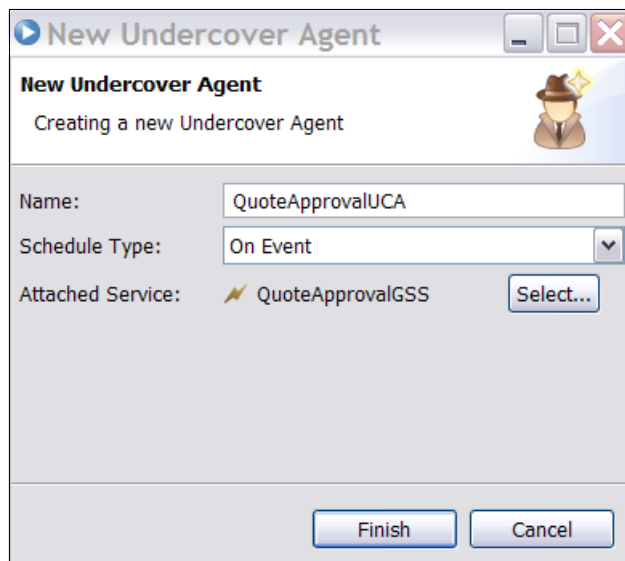 New Undercover Agent
New Undercover Agent
Creating a new Undercover Agent
Name: QuoteApprovalUCA
Schedule Type: On Event
Attached Service: QuoteApprovalGSS Select...
Finish Cancel